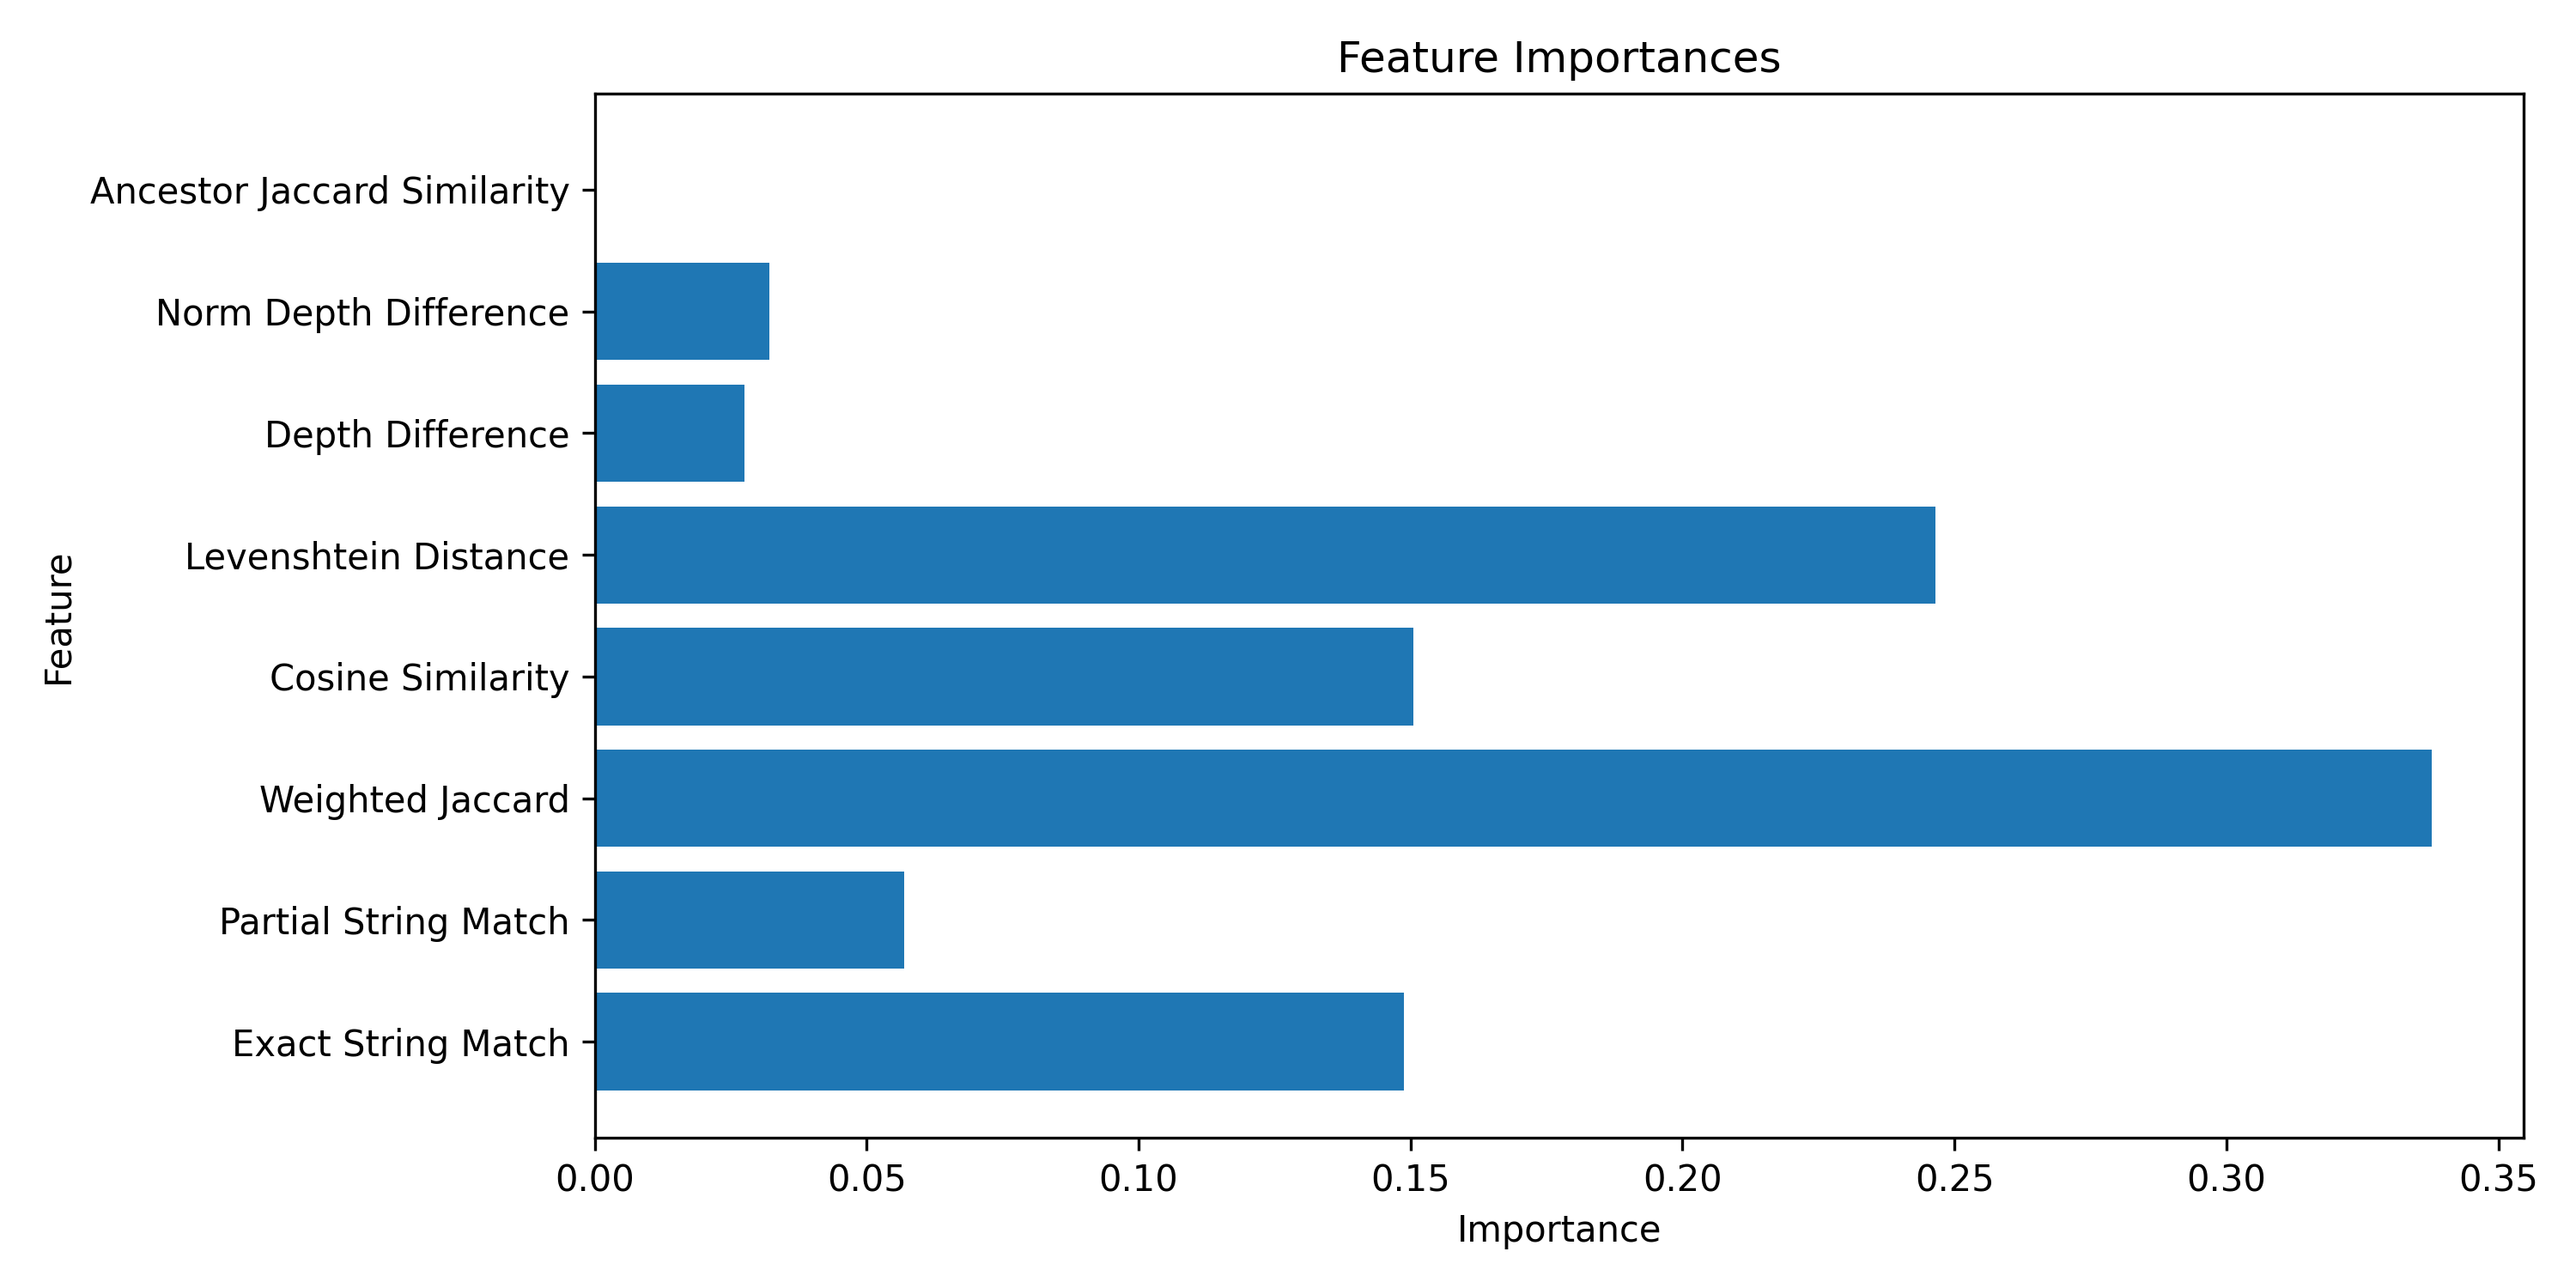 Feature Importances
Ancestor Jaccard Similarity
Norm Depth Difference
Depth Difference
Levenshtein Distance
Cosine Similarity
Weighted Jaccard
Partial String Match
Exact String Match
Feature
0.00 0.05 0.10 0.15 0.20 0.25 0.30 0.35
Importance